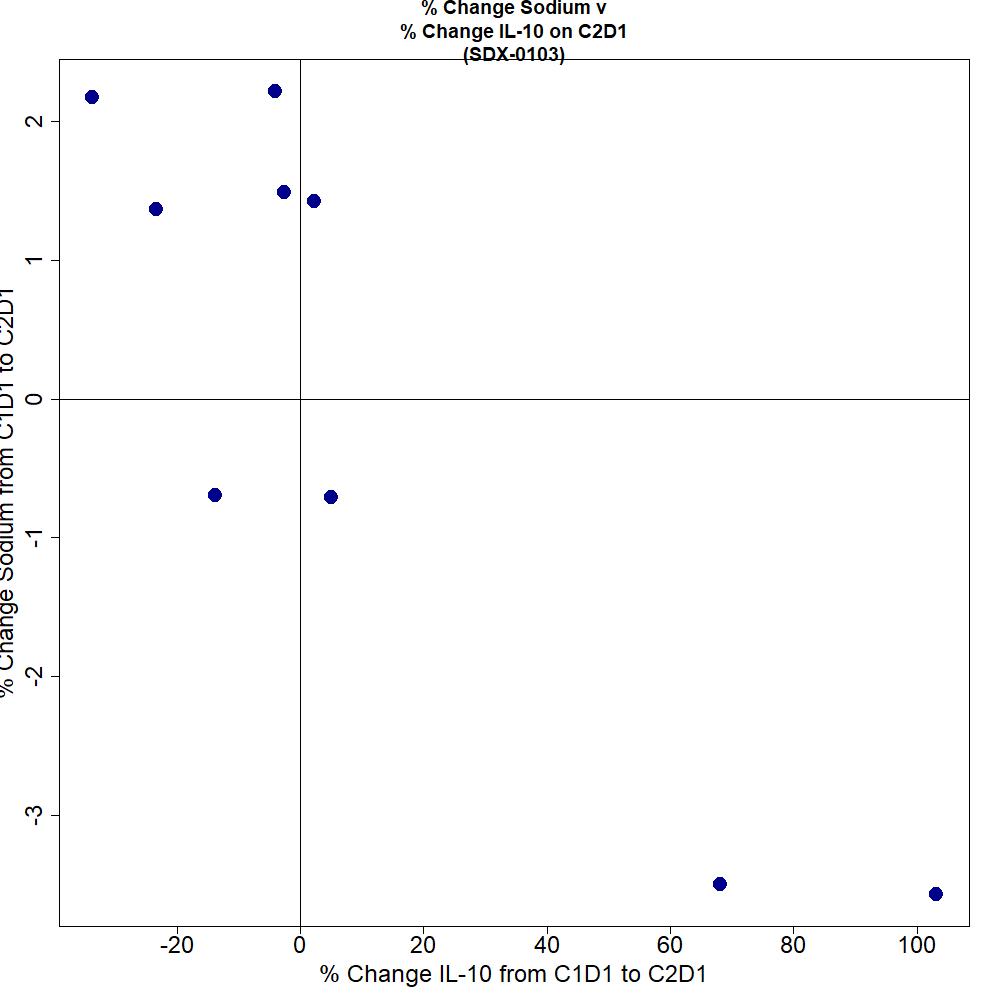 % Change Sodium v
% Change IL-10 on C2D1
(SDX-0103)
% Change Sodium from C1D1 to C2D1
2
1
0
-1
-2
-3
-20
0
20
40
60
80
100
% Change IL-10 from C1D1 to C2D1